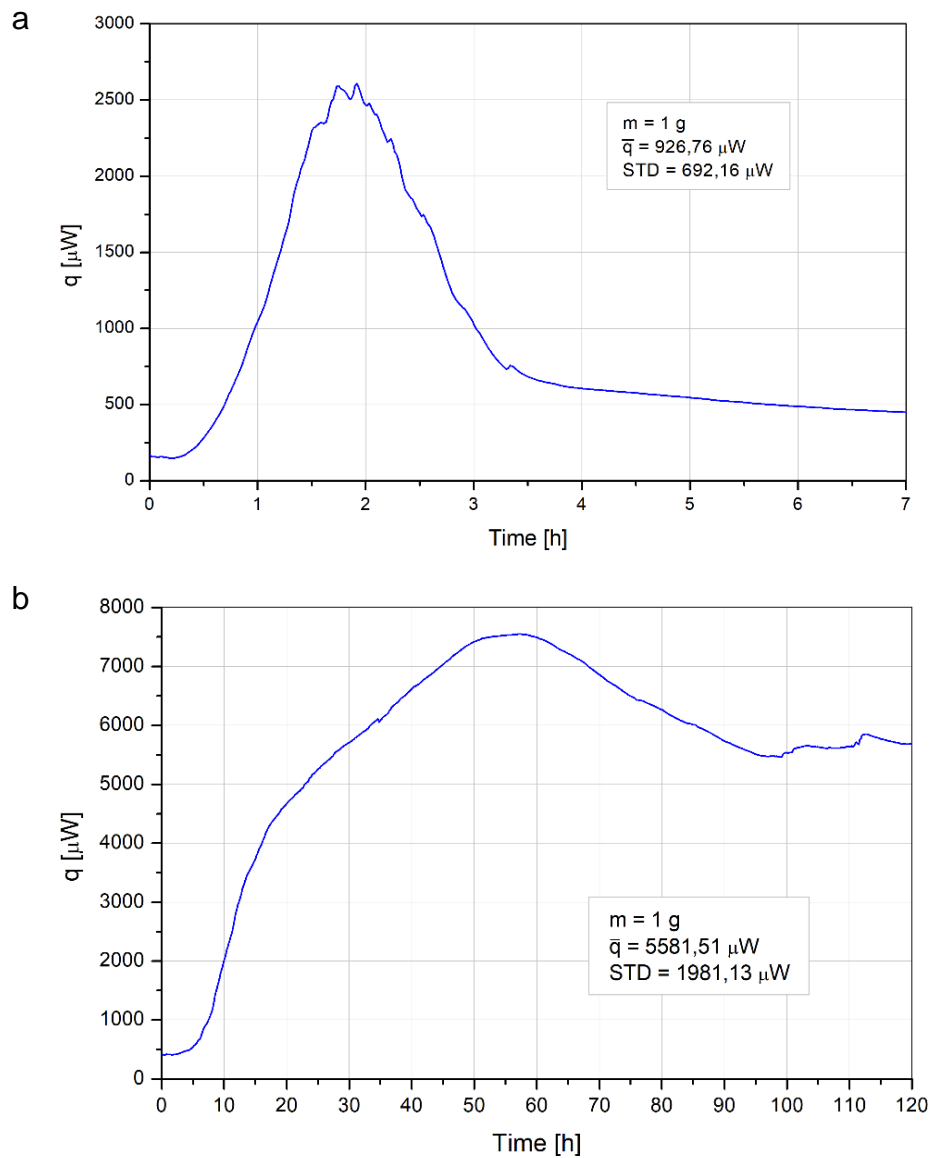 a
3000
2500
2000
1500
1000
500
0
q [μW]
m = 1 g
q̅ = 926,76 μW
STD = 692,16 μW
0 1 2 3 4 5 6 7
Time [h]
b
8000
7000
6000
5000
4000
3000
2000
1000
0
q [μW]
m = 1 g
q̅ = 5581,51 μW
STD = 1981,13 μW
0 10 20 30 40 50 60 70 80 90 100 110 120
Time [h]